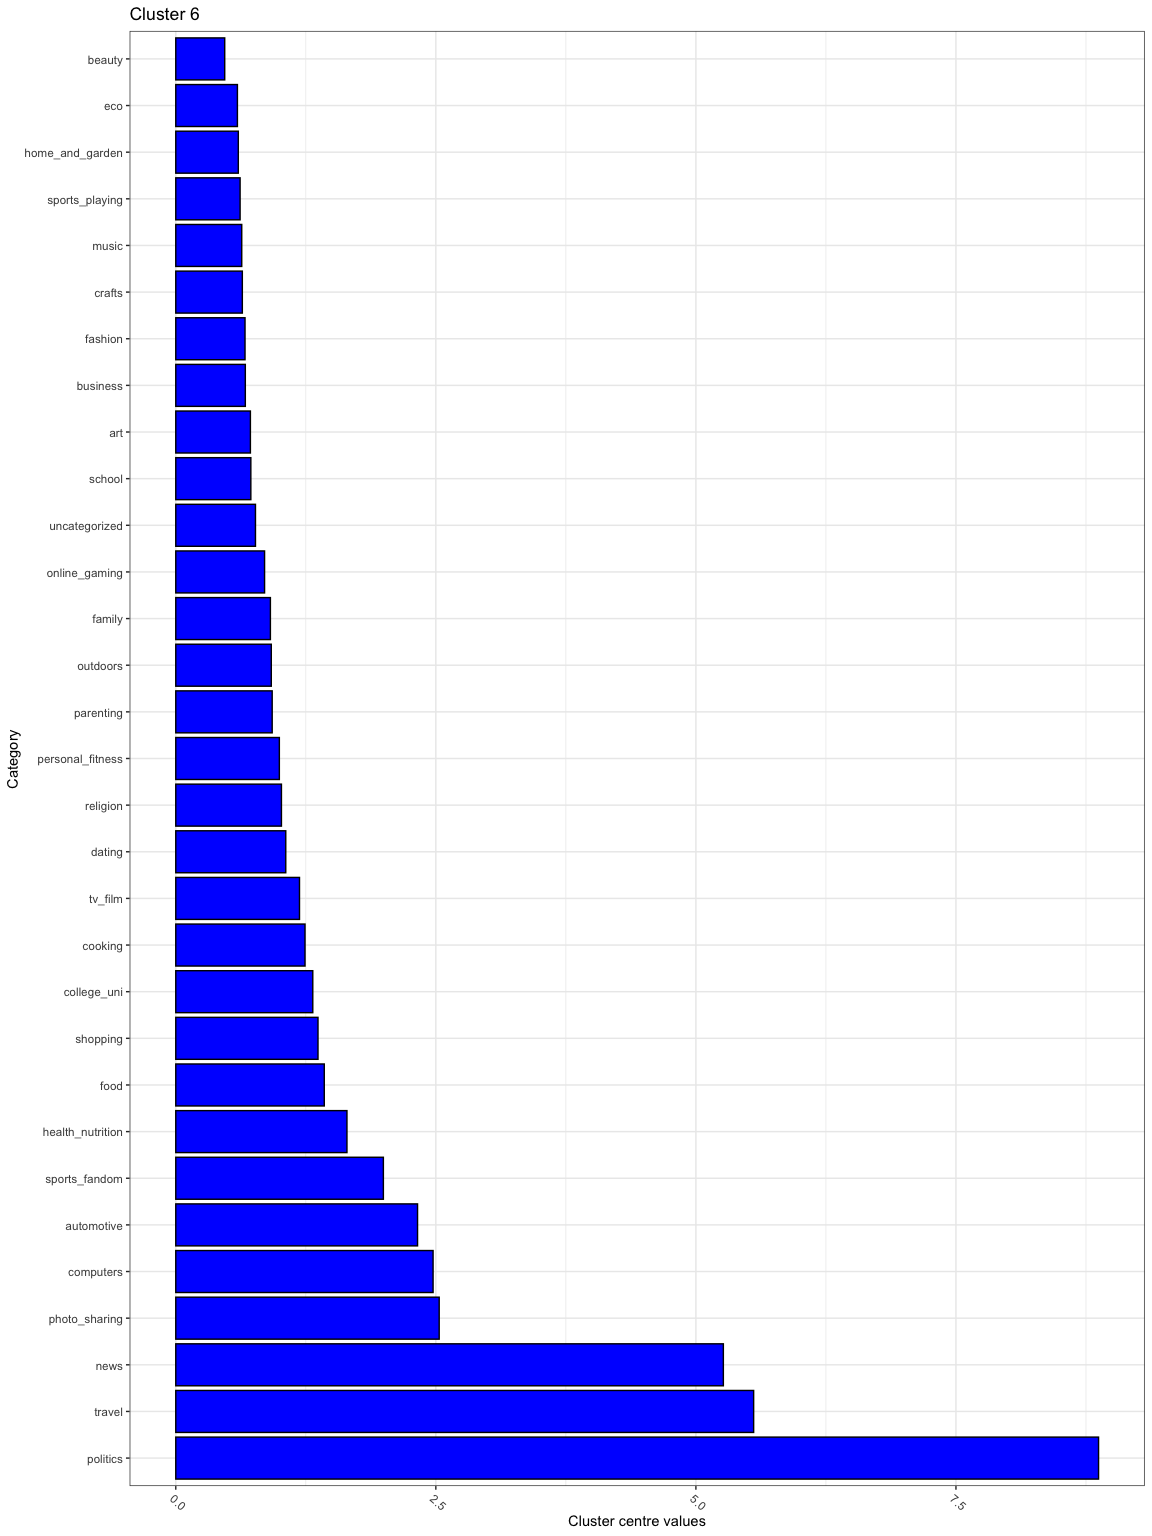 Cluster 6
beauty
eco
home_and_garden
sports_playing
music
crafts
fashion
business
art
school
uncategorized
online_gaming
family
outdoors
parenting
personal_fitness
religion
dating
tv_film
cooking
college_uni
shopping
food
health_nutrition
sports_fandom
automotive
computers
photo_sharing
news
travel
politics
Category
0.0
2.5
5.0
7.5
Cluster centre values